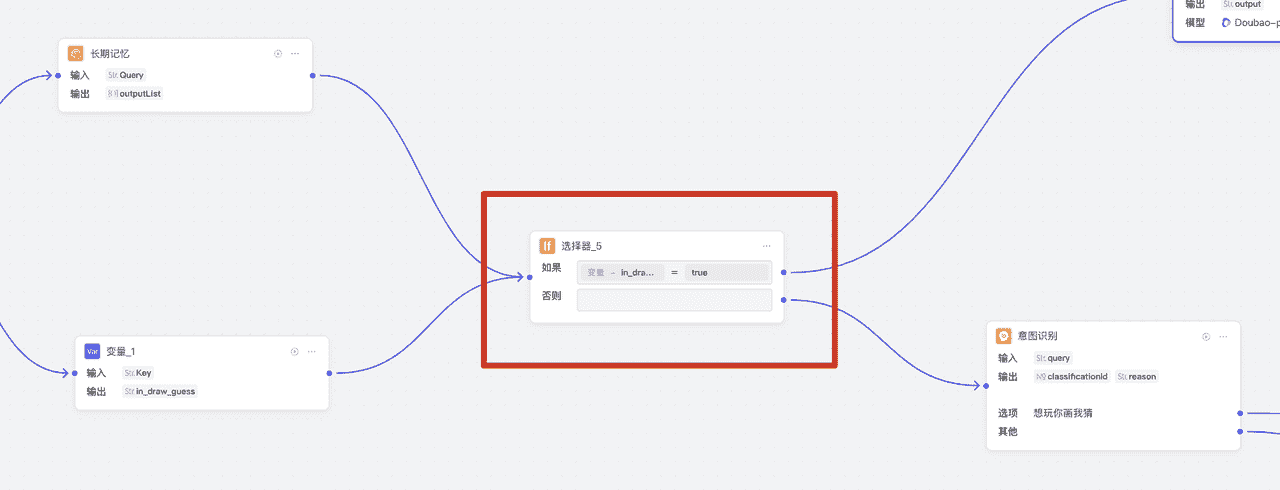 长期记忆
输入 Str. Query
输出 outputList
变量_1
输入 Str. Key
输出 Str. in_draw_guess
If 选择器_5
如果 变量 → in_dra... = true
否则
输出 Str. output
模型 Doubao-p
意图识别
输入 Str. query
输出 classificationId Str. reason
选项 想玩你画我猜
其他